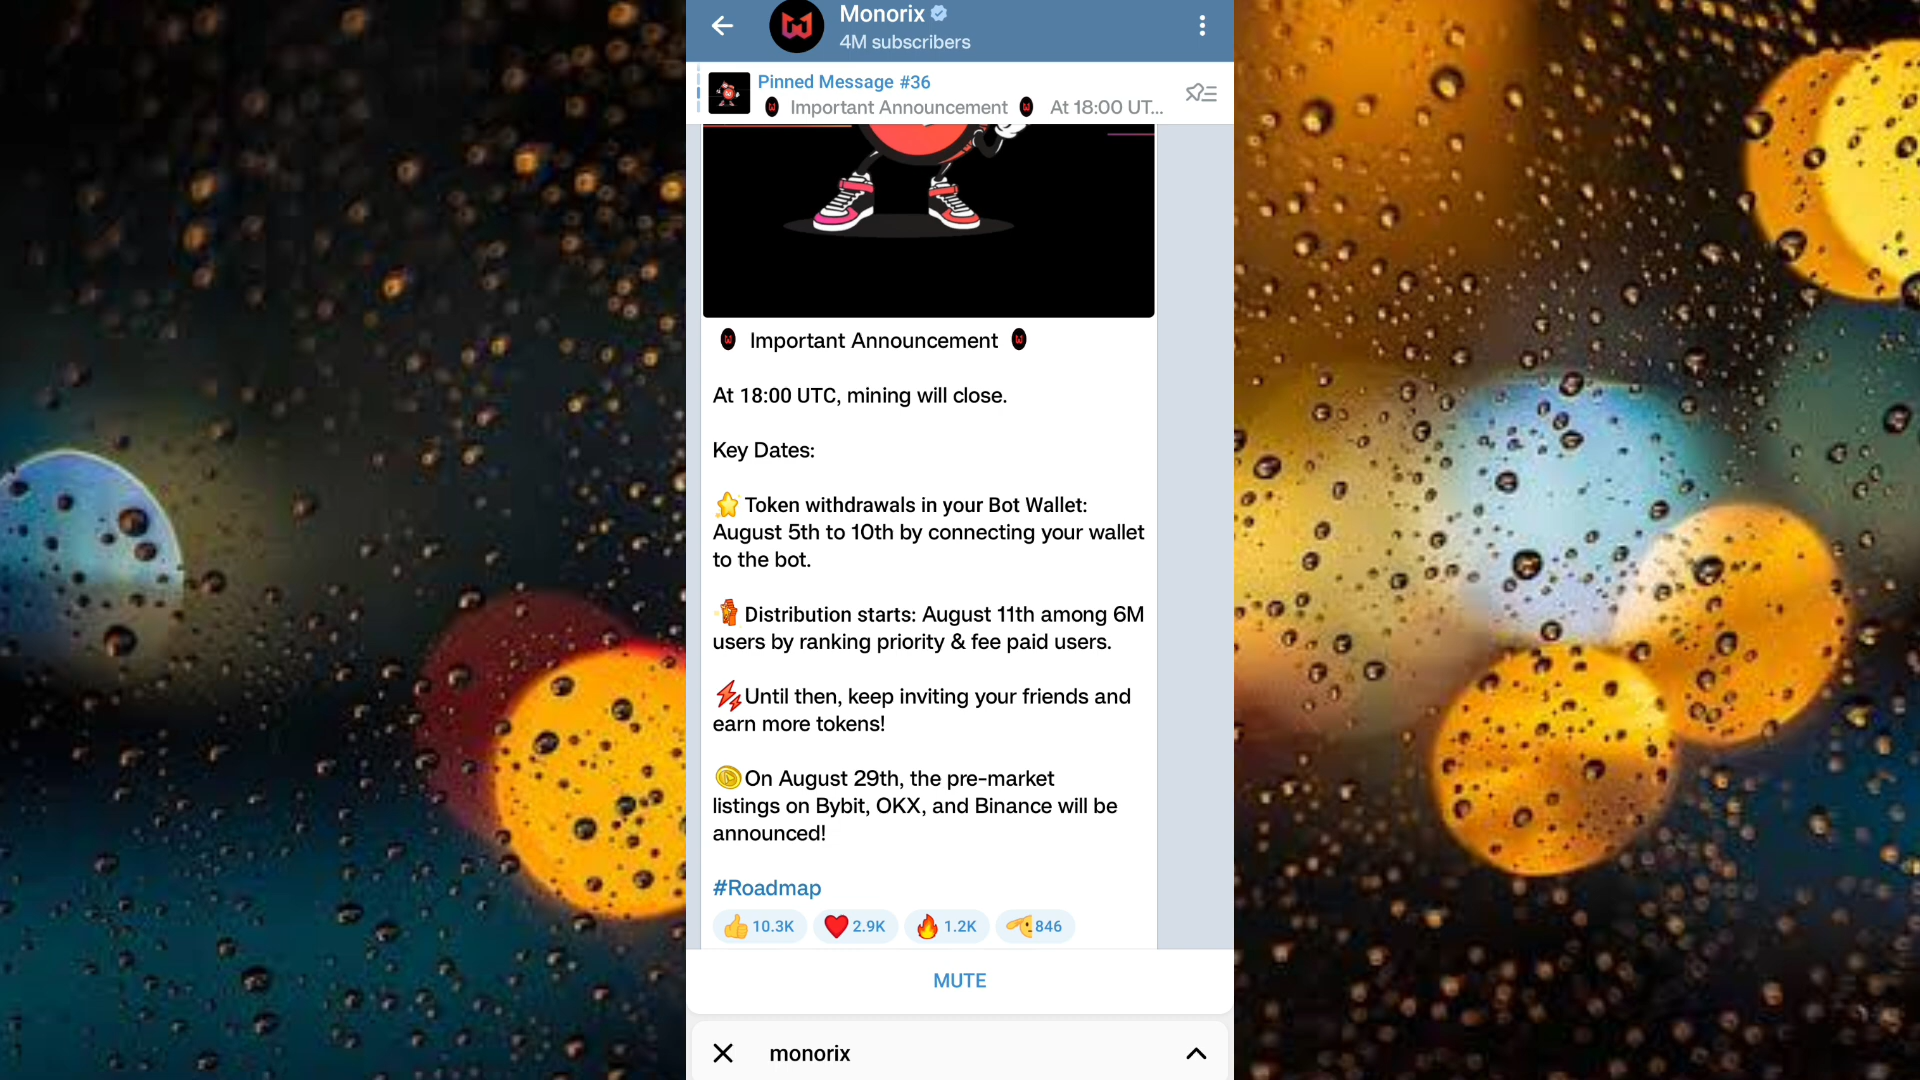 Monorix
4M subscribers
Pinned Message #36
Important Announcement At 18:00 UT...
Important Announcement
At 18:00 UTC, mining will close.
Key Dates:
⭐Token withdrawals in your Bot Wallet:
August 5th to 10th by connecting your wallet
to the bot.
Distribution starts: August 11th among 6M
users by ranking priority & fee paid users.
⚡Until then, keep inviting your friends and
earn more tokens!
On August 29th, the pre-market
listings on Bybit, OKX, and Binance will be
announced!
#Roadmap
👍 10.3K ❤️ 2.9K 🔥 1.2K 846
MUTE
monorix